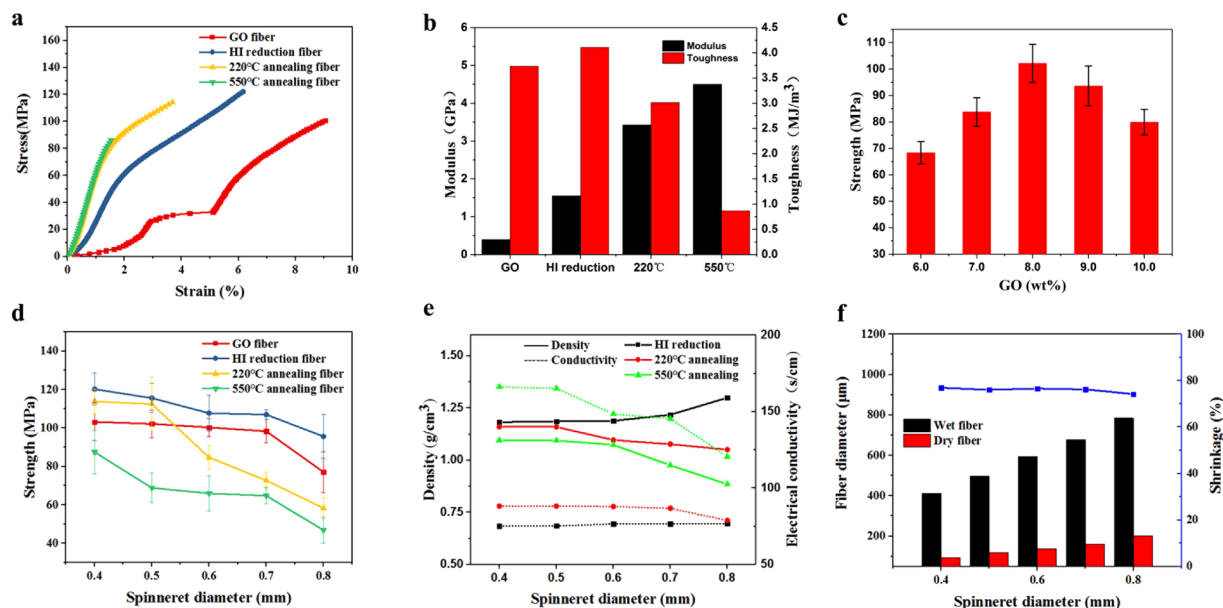 a
GO fiber
HI reduction fiber
220°C annealing fiber
550°C annealing fiber
160
140
120
100
80
60
40
20
0
Stress(MPa)
0 2 4 6 8 10
Strain (%)
b
Modulus
Toughness
6
5
4
3
2
1
0
Modulus（GPa）
4.5
4.0
3.5
3.0
2.5
2.0
1.5
1.0
0.5
0.0
Toughness（MJ/m³）
GO HI reduction 220℃ 550℃
c
110
100
90
80
70
60
50
40
30
Strength (MPa)
6.0 7.0 8.0 9.0 10.0
GO (wt%)
d
GO fiber
HI reduction fiber
220°C annealing fiber
550°C annealing fiber
140
120
100
80
60
40
Strength (MPa)
0.4 0.5 0.6 0.7 0.8
Spinneret diameter (mm)
e
Density
Conductivity
HI reduction
220°C annealing
550°C annealing
1.50
1.25
1.00
0.75
0.50
Density (g/cm³)
200
150
100
50
Electrical conductivity (s/cm)
0.4 0.5 0.6 0.7 0.8
Spinneret diameter (mm)
f
Wet fiber
Dry fiber
1200
1000
800
600
400
200
Fiber diameter (μm)
100
80
60
40
20
0
Shrinkage (%)
0.4 0.6 0.8
Spinneret diameter (mm)